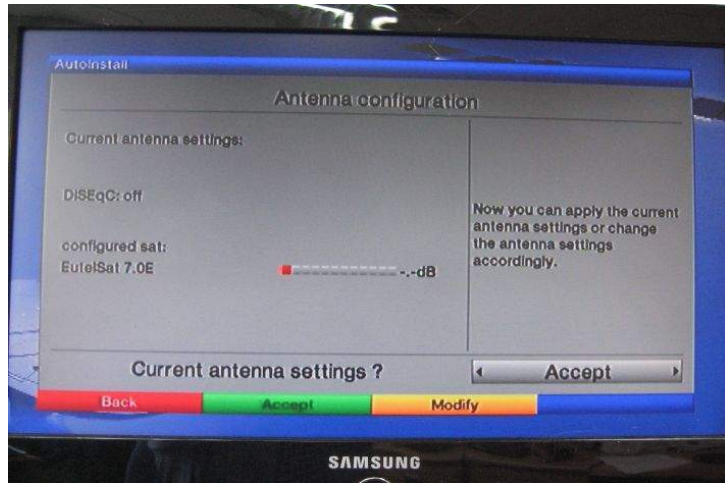 AutoInstall
Antenna configuration
Current antenna settings:
DiSEqC: off
Now you can apply the current
antenna settings or change
the antenna settings
accordingly.
configured sat:
EutelSat 7.0E
-.-dB
Current antenna settings ?
Accept
Back
Accept
Modify
SAMSUNG